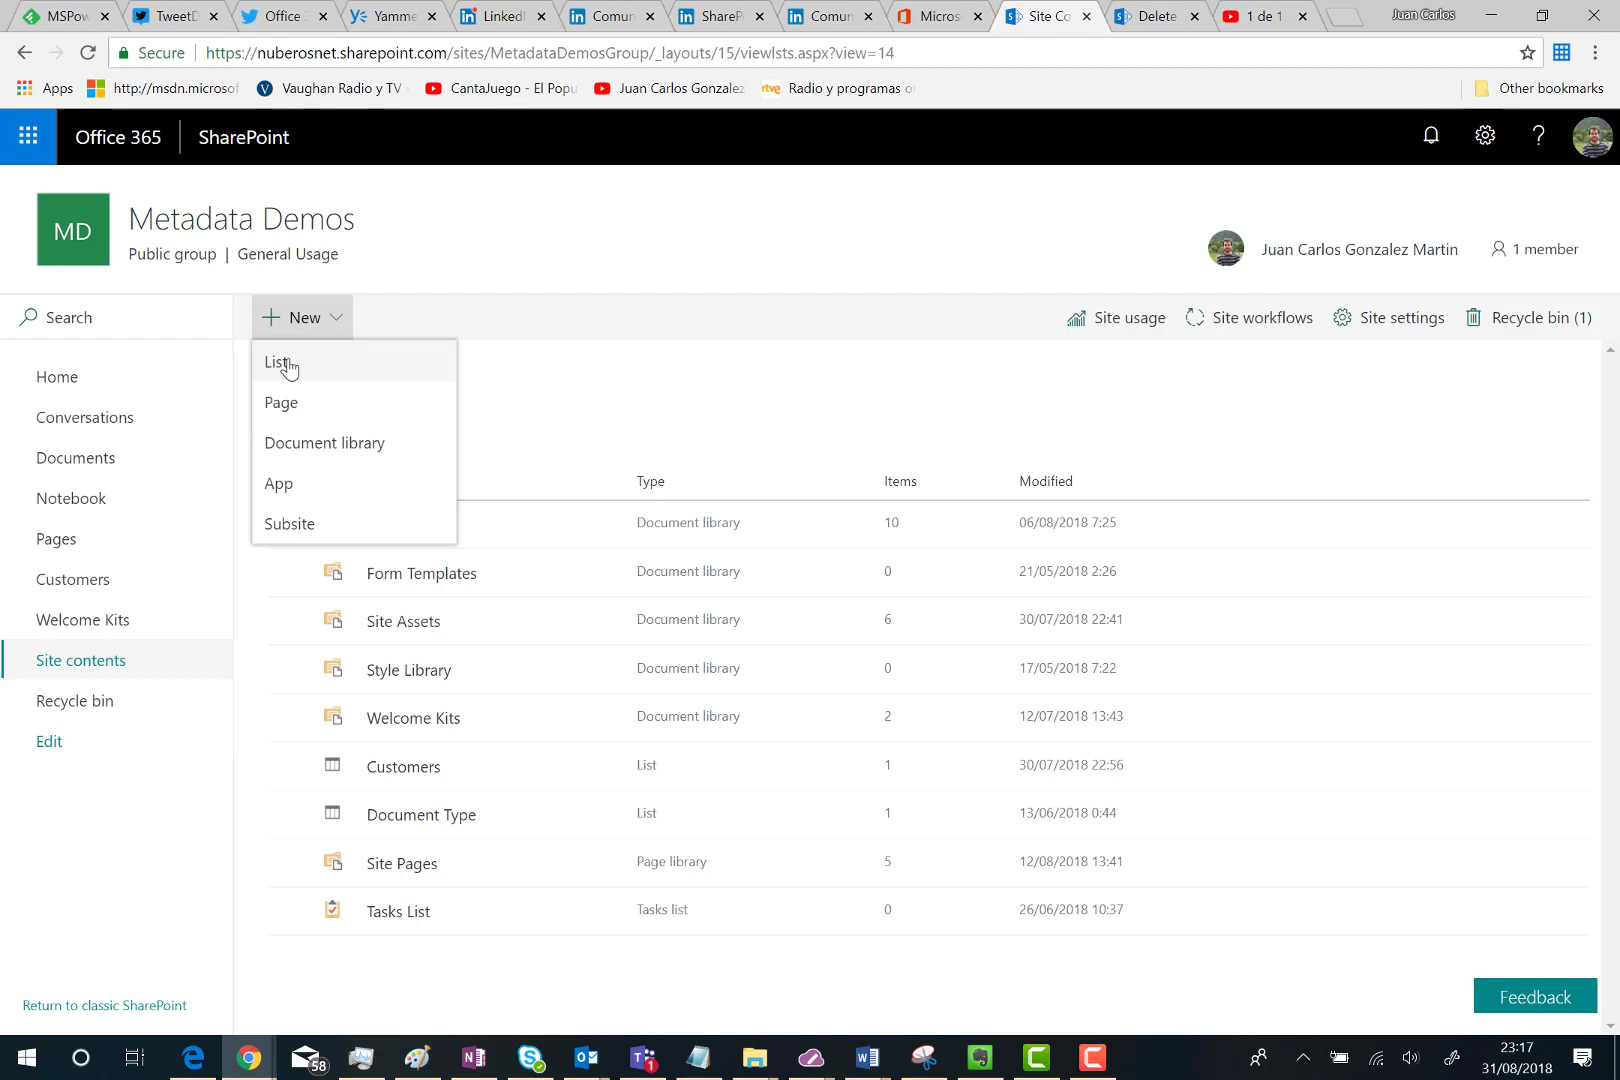 MSPow
TweetD
Office
Yamme
LinkedI
Comun
ShareP
Comun
Micros
Site Co
Delete
1 de 1
Juan Carlos
Secure
https://nuberosnet.sharepoint.com/sites/MetadataDemosGroup/_layouts/15/viewlsts.aspx?view=14
Apps
http://msdn.microsof
Vaughan Radio y TV
CantaJuego - El Popu
Juan Carlos Gonzalez
rtve Radio y programas o
Other bookmarks
Office 365
SharePoint
MD
Metadata Demos
Public group | General Usage
Juan Carlos Gonzalez Martin
1 member
Search
New
Site usage
Site workflows
Site settings
Recycle bin (1)
List
Page
Document library
App
Subsite
Home
Conversations
Documents
Notebook
Pages
Customers
Welcome Kits
Site contents
Recycle bin
Edit
Return to classic SharePoint
Type Items Modified
Document library 10 06/08/2018 7:25
Form Templates Document library 0 21/05/2018 2:26
Site Assets Document library 6 30/07/2018 22:41
Style Library Document library 0 17/05/2018 7:22
Welcome Kits Document library 2 12/07/2018 13:43
Customers List 1 30/07/2018 22:56
Document Type List 1 13/06/2018 0:44
Site Pages Page library 5 12/08/2018 13:41
Tasks List Tasks list 0 26/06/2018 10:37
Feedback
58
1
23:17
31/08/2018